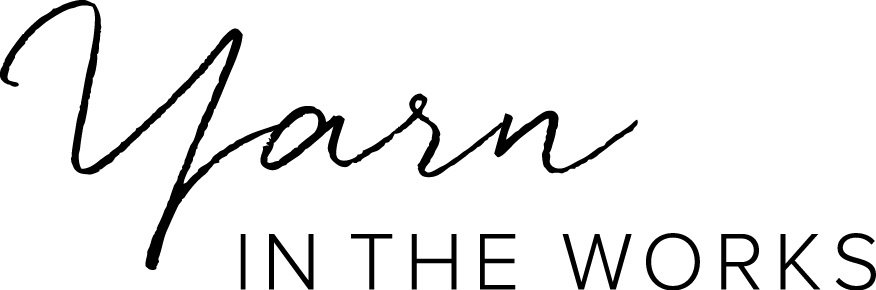 Yarn
IN THE WORKS